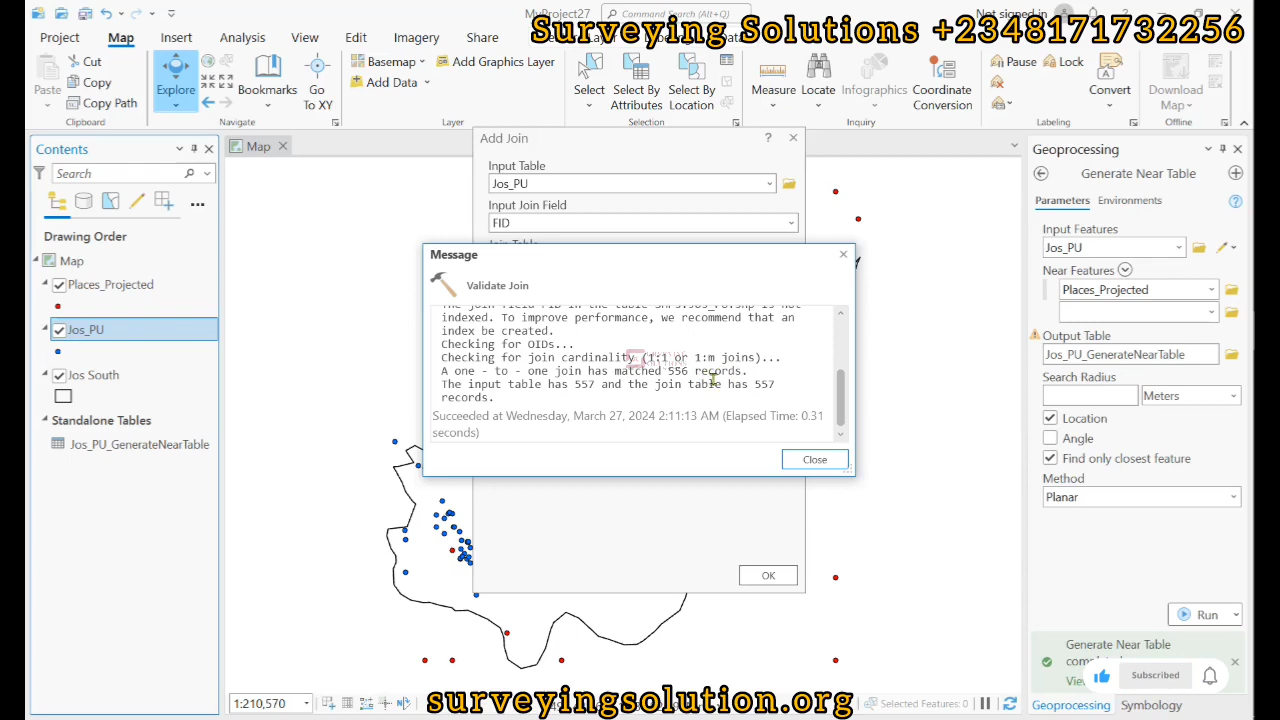 MyProject27
Command Search (Alt+Q)
Not signed in
Surveying Solutions +2348171732256
Project
Map
Insert
Analysis
View
Edit
Imagery
Share
Paste
Cut
Copy
Copy Path
Clipboard
Explore
Bookmarks
Go
To XY
Navigate
Basemap
Add Data
Add Graphics Layer
Layer
Select
Select By
Attributes
Select By
Location
Selection
Measure
Locate
Infographics
Coordinate
Conversion
Inquiry
Pause
Lock
Convert
Labeling
Download
Map
Offline
Contents
Search
Drawing Order
Map
Places_Projected
Jos_PU
Jos South
Standalone Tables
Jos_PU_GenerateNearTable
Map
Add Join
Input Table
Jos_PU
Input Join Field
FID
Message
Validate Join
indexed. To improve performance, we recommend that an
index be created.
Checking for OIDs...
Checking for join cardinality (1:1 or 1:m joins)...
A one - to - one join has matched 556 records.
The input table has 557 and the join table has 557
records.
Succeeded at Wednesday, March 27, 2024 2:11:13 AM (Elapsed Time: 0.31
seconds)
Close
OK
Geoprocessing
Generate Near Table
Parameters
Environments
Input Features
Jos_PU
Near Features
Places_Projected
Output Table
Jos_PU_GenerateNearTable
Search Radius
Meters
Location
Angle
Find only closest feature
Method
Planar
Run
Generate Near Table
Subscribed
1:210,570
surveyingsolution.org
Selected Features: 0
Geoprocessing
Symbology